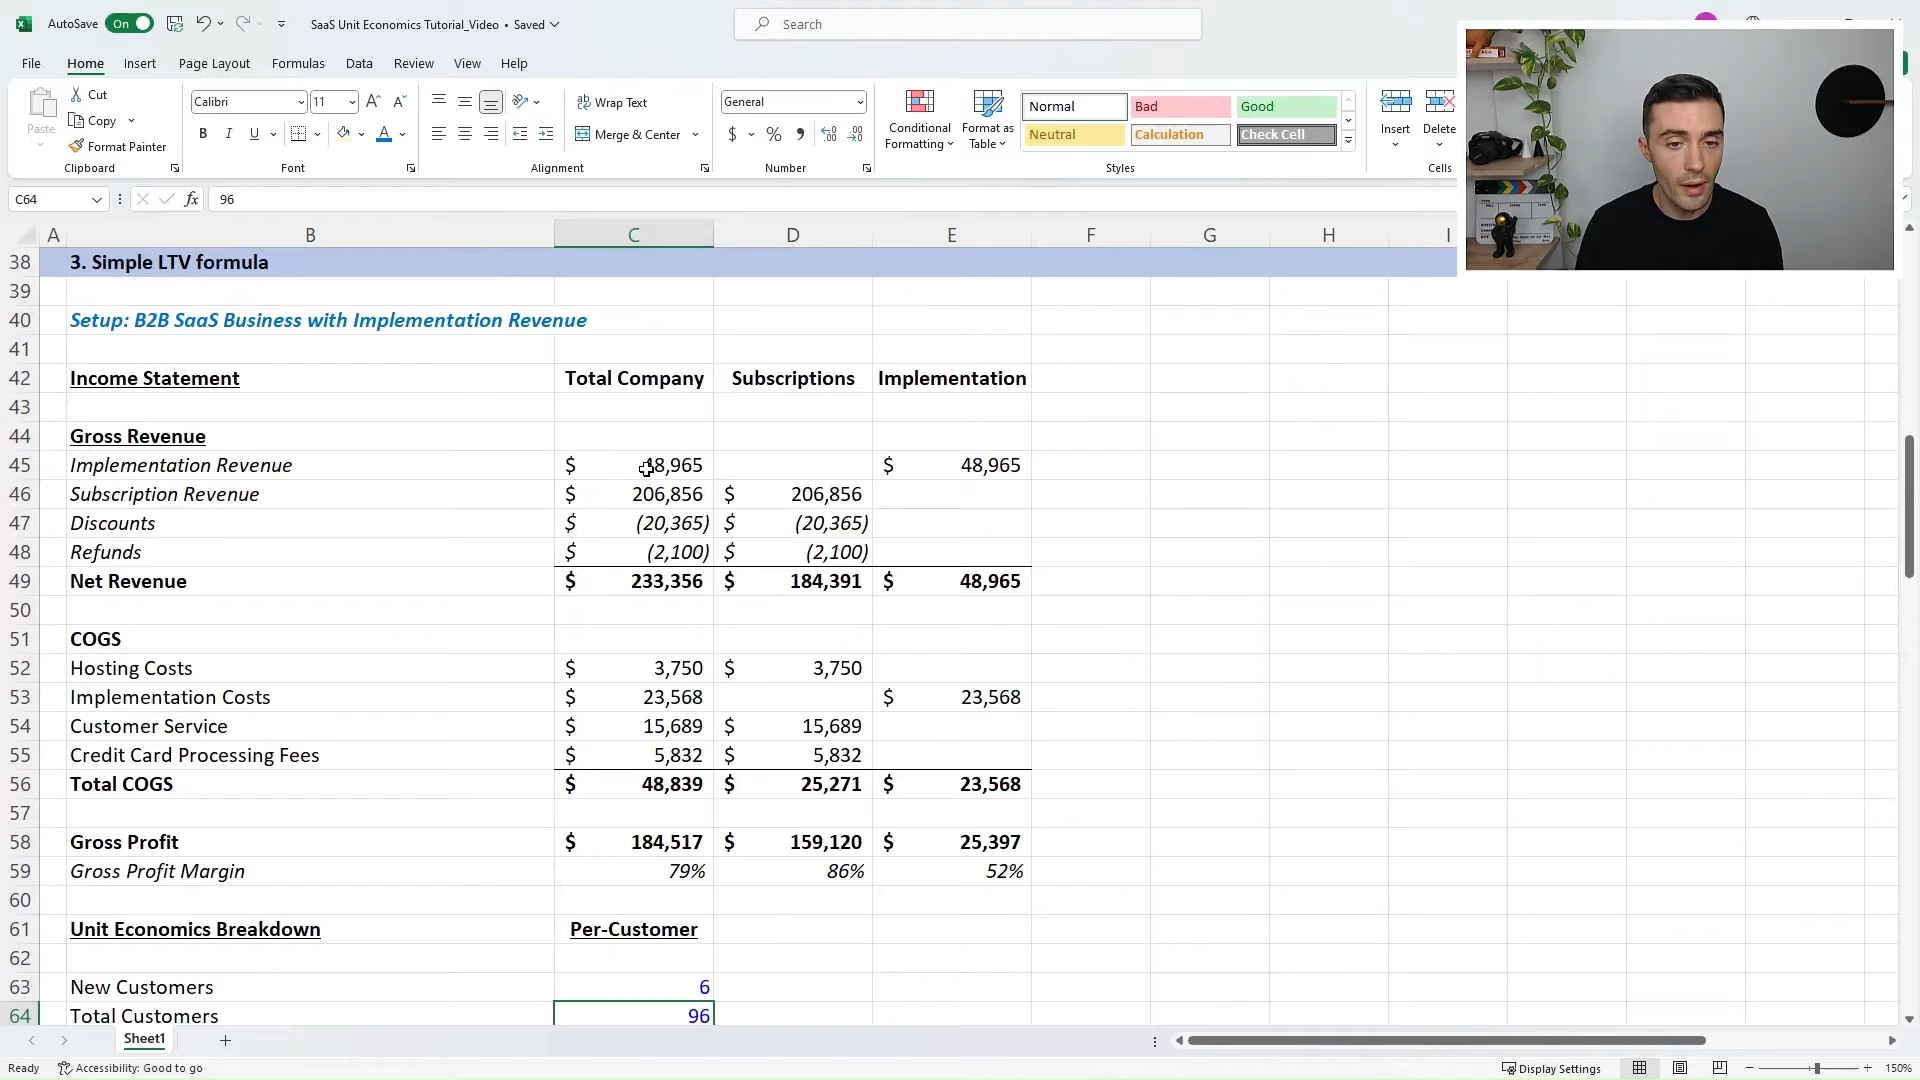 AutoSave On SaaS Unit Economics Tutorial_Video • Saved Search
File Home Insert Page Layout Formulas Data Review View Help
Paste Cut Copy Format Painter
Calibri 11 B I U A
Wrap Text Merge & Center
General $ % ,
Conditional Formatting Format as Table
Normal Bad Good
Neutral Calculation Check Cell
Insert Delete
Clipboard Font Alignment Number Styles Cells
C64 fx 96
A B C D E F G H I
38 3. Simple LTV formula
39
40 Setup: B2B SaaS Business with Implementation Revenue
41
42 Income Statement Total Company Subscriptions Implementation
43
44 Gross Revenue
45 Implementation Revenue $ 48,965 $ 48,965
46 Subscription Revenue $ 206,856 $ 206,856
47 Discounts $ (20,365) $ (20,365)
48 Refunds $ (2,100) $ (2,100)
49 Net Revenue $ 233,356 $ 184,391 $ 48,965
50
51 COGS
52 Hosting Costs $ 3,750 $ 3,750
53 Implementation Costs $ 23,568 $ 23,568
54 Customer Service $ 15,689 $ 15,689
55 Credit Card Processing Fees $ 5,832 $ 5,832
56 Total COGS $ 48,839 $ 25,271 $ 23,568
57
58 Gross Profit $ 184,517 $ 159,120 $ 25,397
59 Gross Profit Margin 79% 86% 52%
60
61 Unit Economics Breakdown Per-Customer
62
63 New Customers 6
64 Total Customers 96
Sheet1
Ready Accessibility: Good to go Display Settings 150%